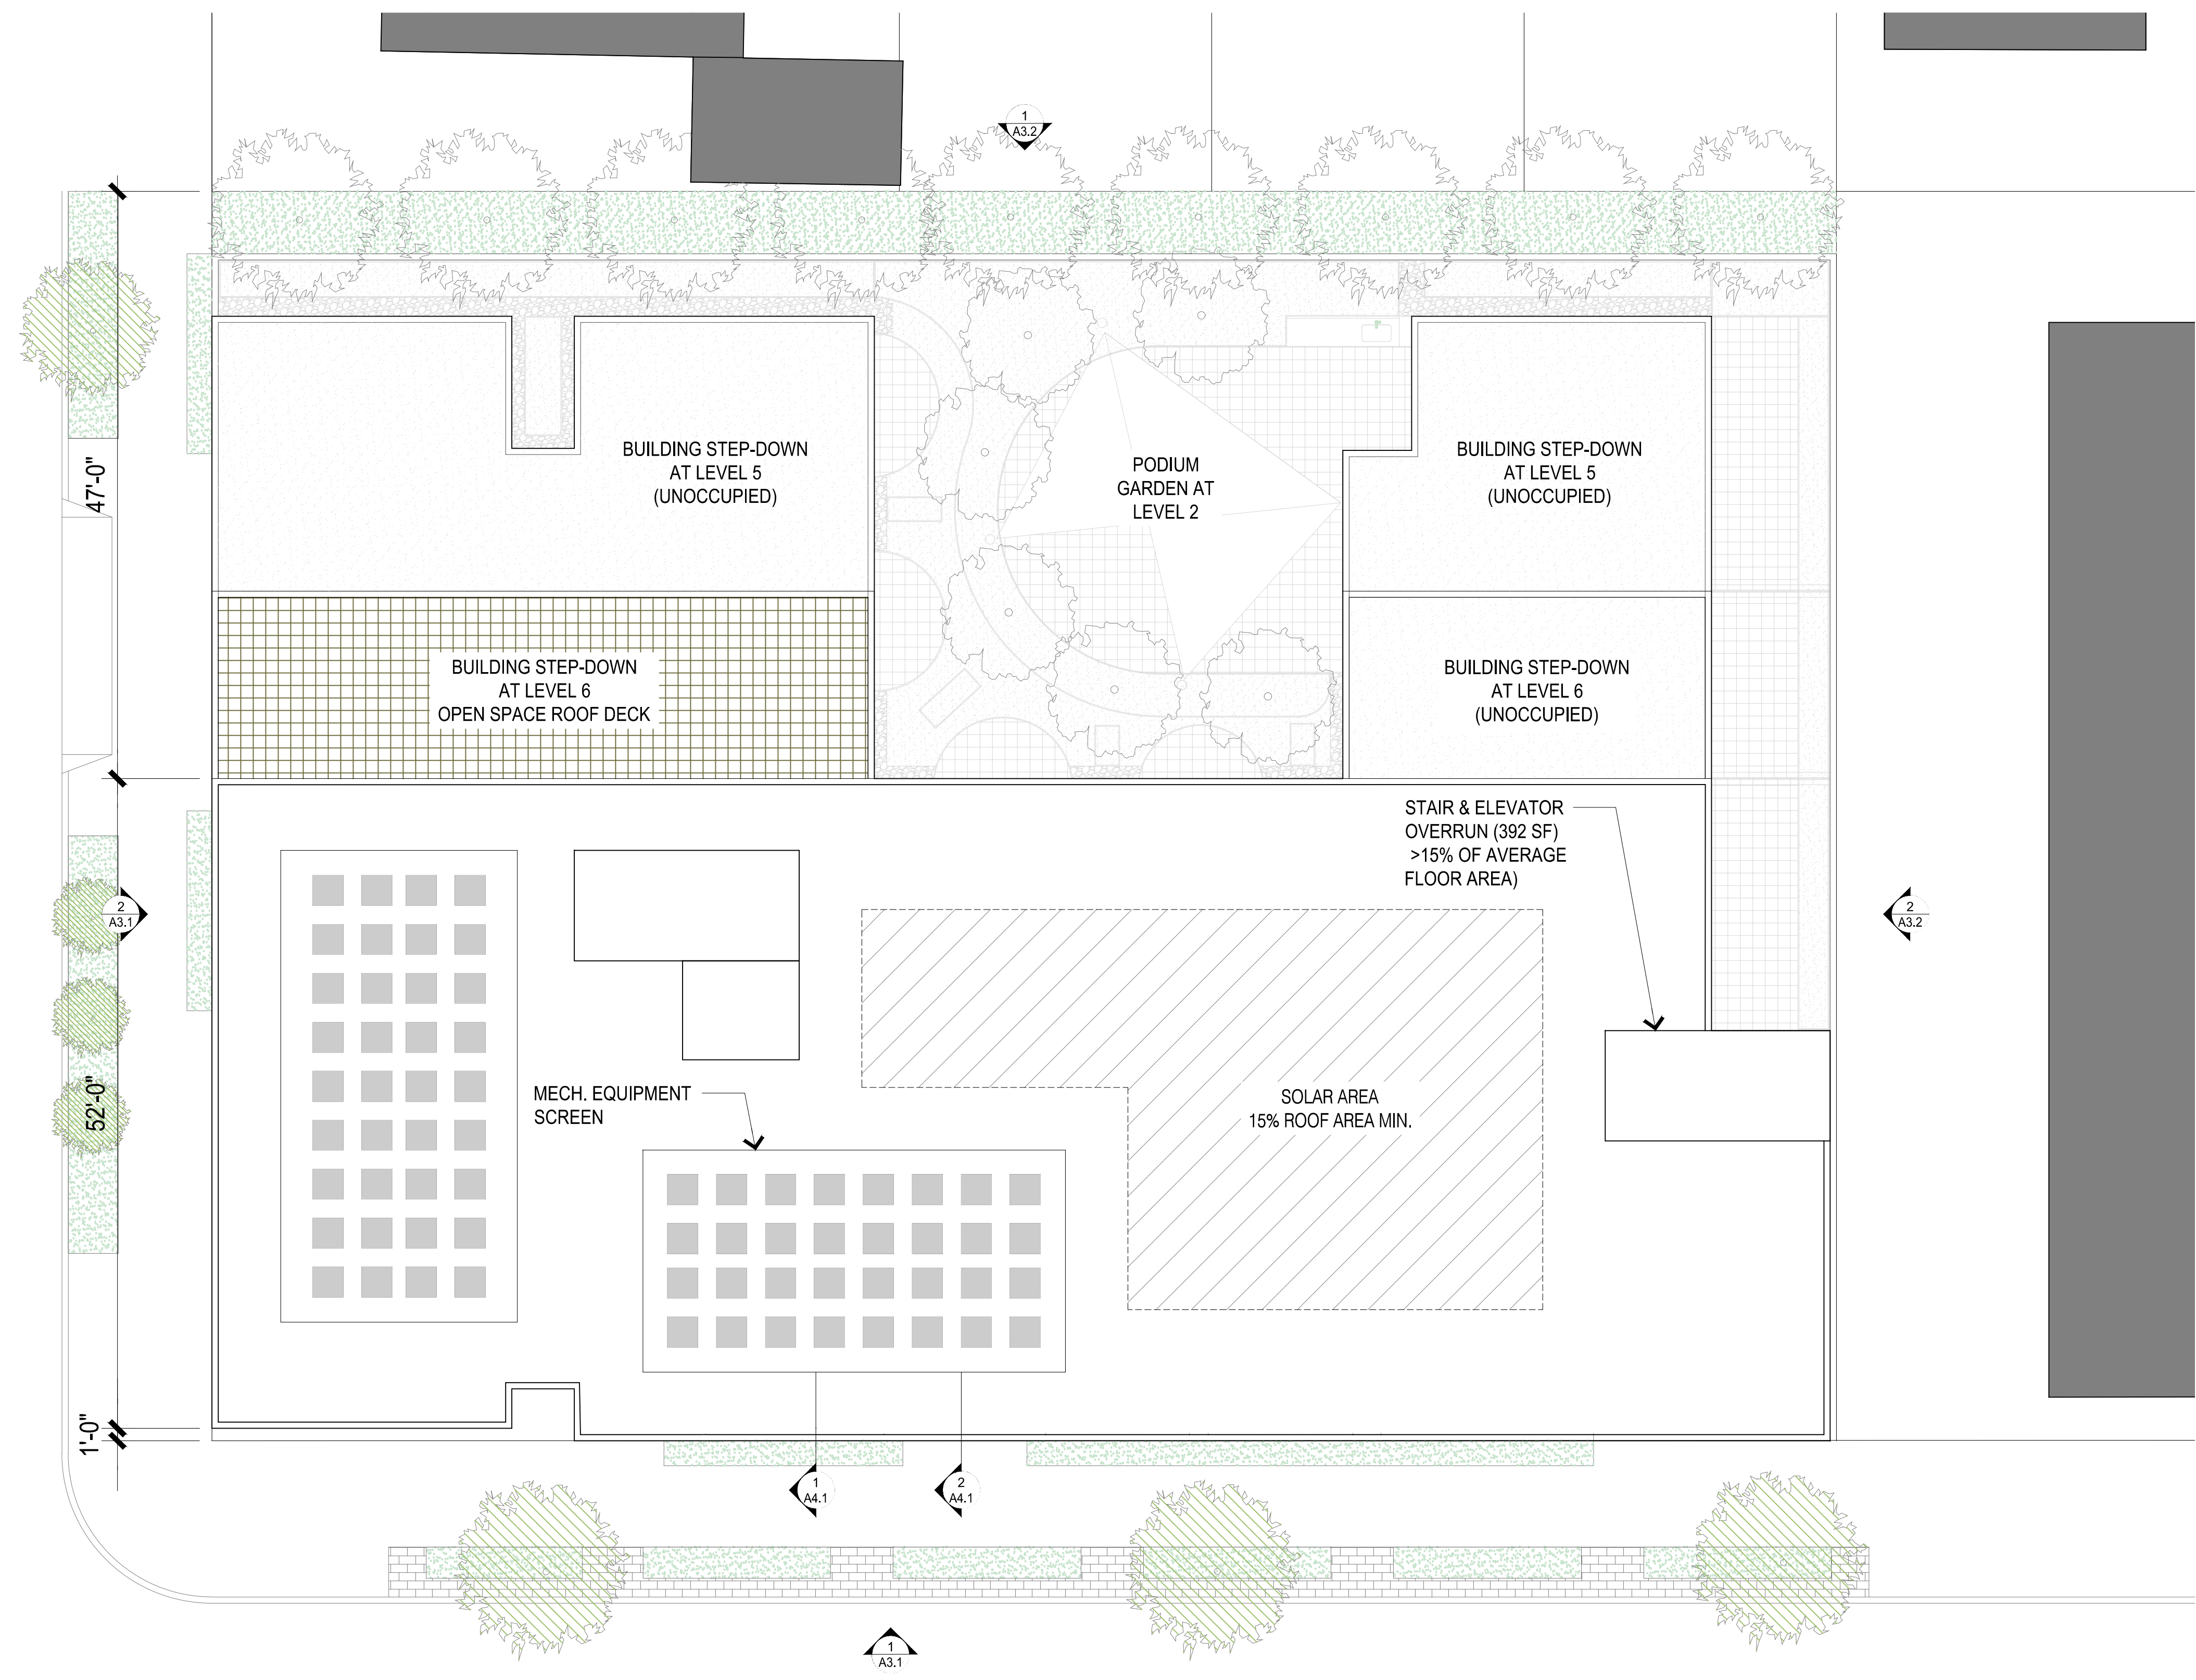 1
A3.2
47'-0"
BUILDING STEP-DOWN
AT LEVEL 5
(UNOCCUPIED)
PODIUM
GARDEN AT
LEVEL 2
BUILDING STEP-DOWN
AT LEVEL 5
(UNOCCUPIED)
BUILDING STEP-DOWN
AT LEVEL 6
OPEN SPACE ROOF DECK
BUILDING STEP-DOWN
AT LEVEL 6
(UNOCCUPIED)
STAIR & ELEVATOR
OVERRUN (392 SF)
>15% OF AVERAGE
FLOOR AREA)
2
A3.1
2
A3.2
52'-0"
MECH. EQUIPMENT
SCREEN
SOLAR AREA
15% ROOF AREA MIN.
1'-0"
1
A4.1
2
A4.1
1
A3.1